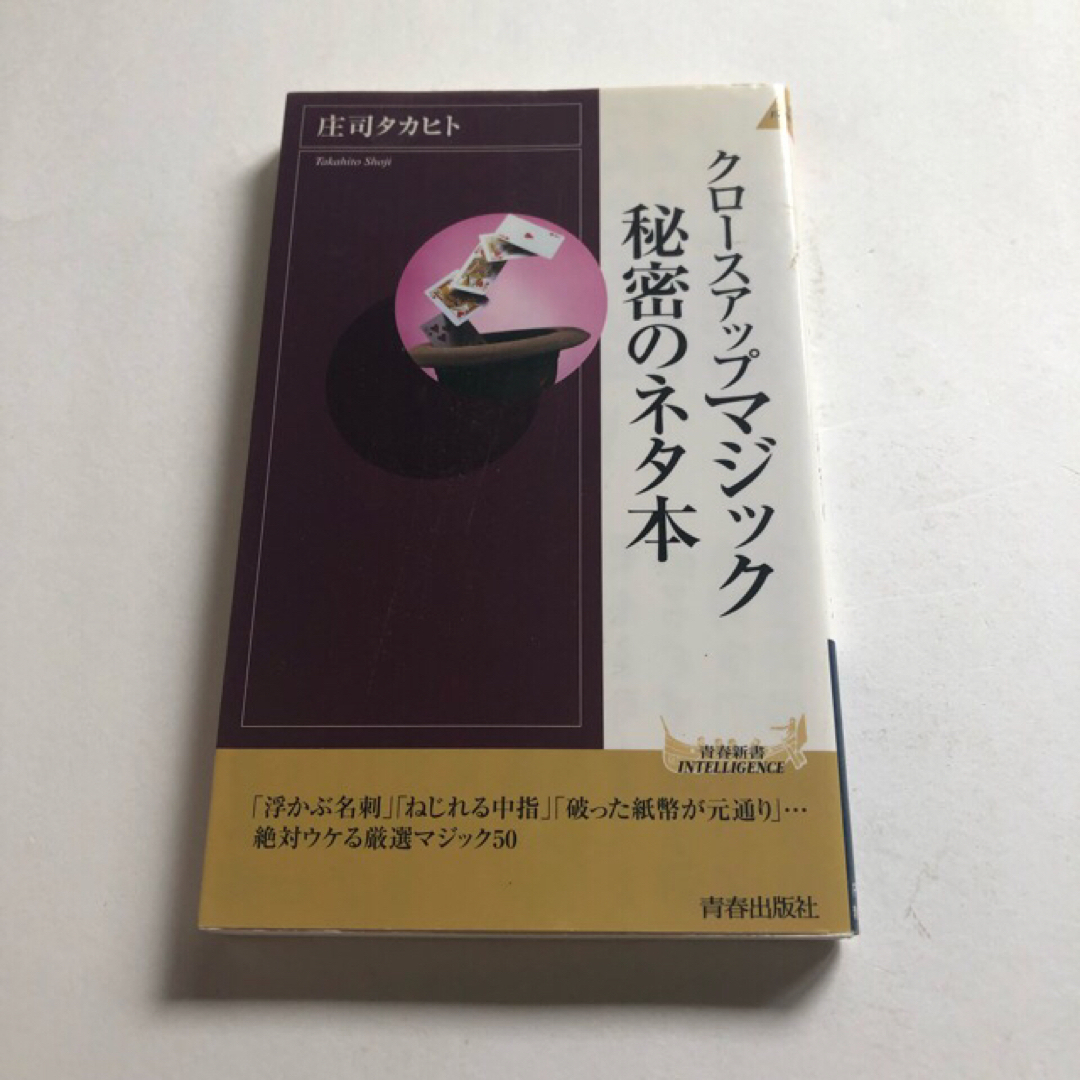 庄司タカヒト
Takahito Shoji
クロースアップマジック
秘密のネタ本
青春新書
INTELLIGENCE
「浮かぶ名刺」「ねじれる中指」「破った紙幣が元通り」…
絶対ウケる厳選マジック50
青春出版社